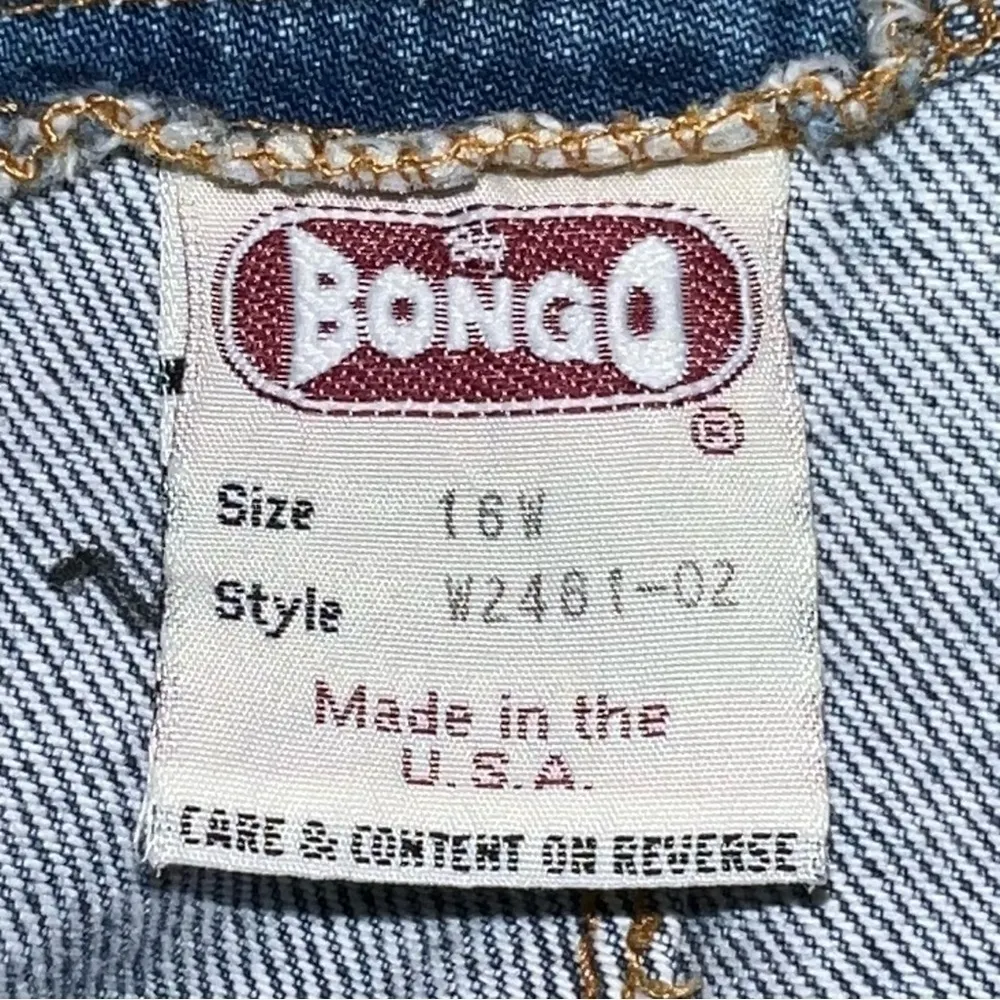 BONGO
®
Size 16W
Style W2461-02
Made in the
U.S.A.
CARE & CONTENT ON REVERSE